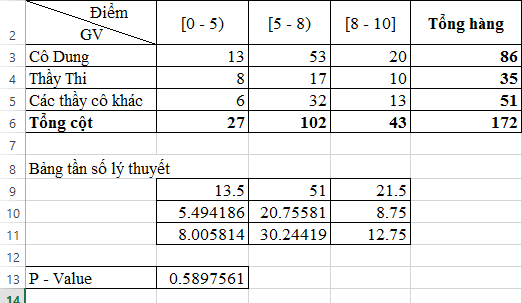 Điểm
GV [0 - 5) [5 - 8) [8 - 10] Tổng hàng
2
3 Cô Dung 13 53 20 86
4 Thầy Thi 8 17 10 35
5 Các thầy cô khác 6 32 13 51
6 Tổng cột 27 102 43 172
7
8 Bảng tần số lý thuyết
9 13.5 51 21.5
10 5.494186 20.75581 8.75
11 8.005814 30.24419 12.75
12
13 P - Value 0.5897561
14